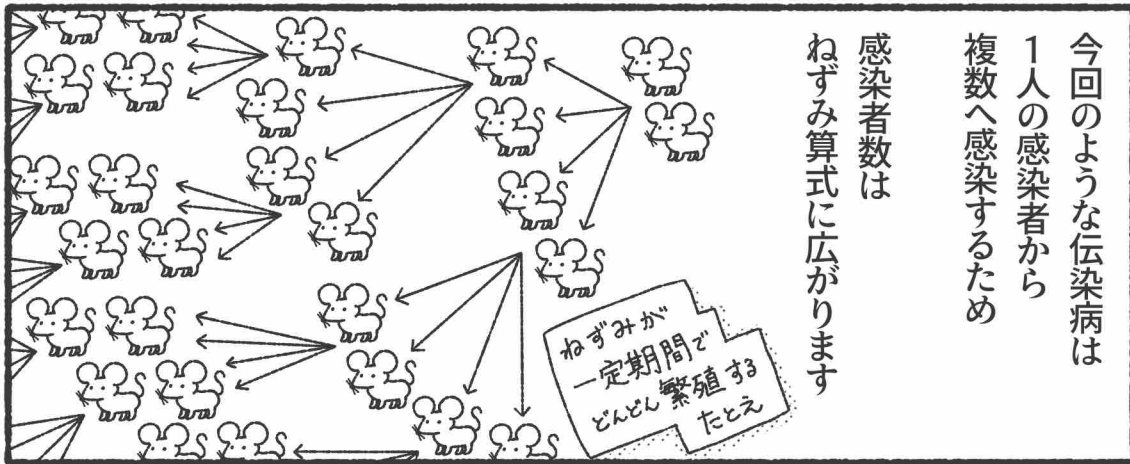 今回のような伝染病は
1人の感染者から
複数へ感染するため
感染者数は
ねずみ算式に広がります
ねずみが
一定期間で
どんどん繁殖する
たとえ